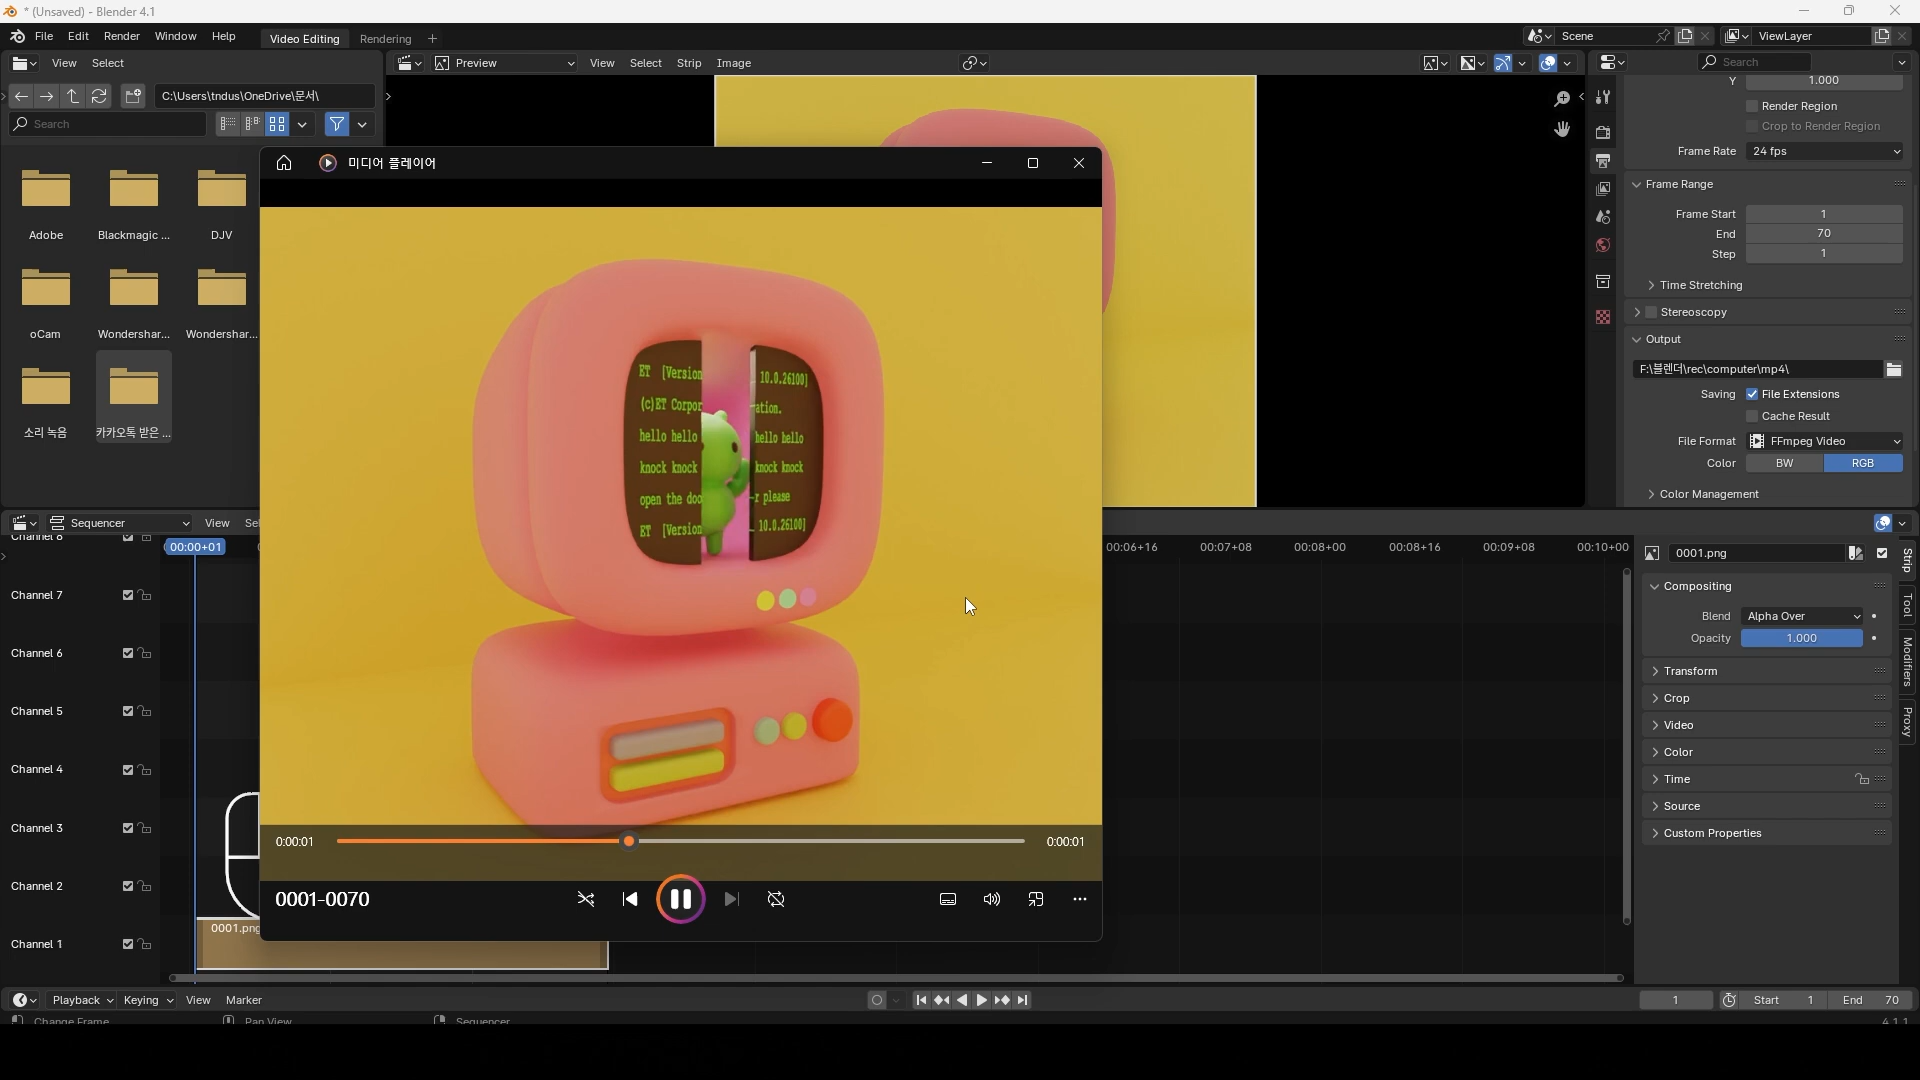 * (Unsaved) - Blender 4.1
File Edit Render Window Help Video Editing Rendering + Scene ViewLayer
View Select Preview View Select Strip Image Search
C:\Users\tndus\OneDrive\문서\
Search
Y 1.000
Render Region
Crop to Render Region
Frame Rate 24 fps
Frame Range
Frame Start 1
End 70
Step 1
Time Stretching
Stereoscopy
Output
F:\블렌더\rec\computer\mp4\
Saving File Extensions
Cache Result
File Format FFmpeg Video
Color BW RGB
Color Management
Adobe Blackmagic ... DJV
oCam Wondershar... Wondershar...
소리 녹음 카카오톡 받은 ...
미디어 플레이어
ET [Version 10.0.26100]
(c)ET Corpor ation.
hello hello hello hello
knock knock knock knock
open the doo r please
ET [Version 10.0.26100]
0:00:01 0:00:01
0001-0070
Sequencer View Se
00:00+01 00:06+16 00:07+08 00:08+00 00:08+16 00:09+08 00:10+00
Channel 8
Channel 7
Channel 6
Channel 5
Channel 4
Channel 3
Channel 2
Channel 1
0001.png
0001.png
Compositing
Blend Alpha Over
Opacity 1.000
Transform
Crop
Video
Color
Time
Source
Custom Properties
Strip
Tool
Modifiers
Proxy
Playback Keying View Marker 1 Start 1 End 70
Change Frame Pan View Sequencer 4.1.1